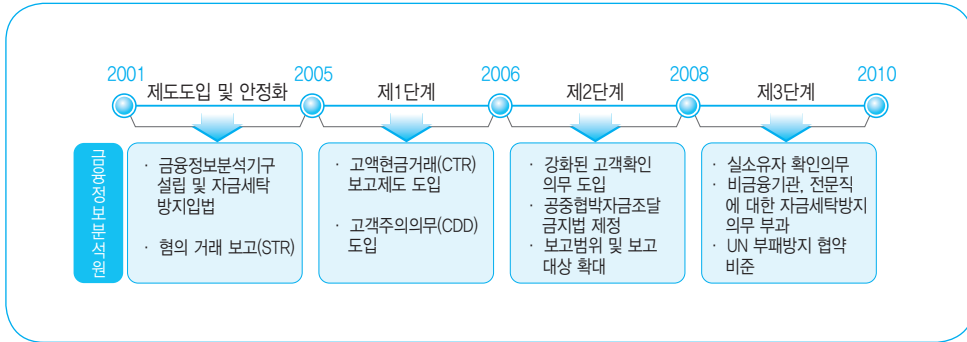 2001
2005
2006
2008
2010
제도도입 및 안정화
제1단계
제2단계
제3단계
금융정보분석원
· 금융정보분석기구
설립 및 자금세탁
방지입법
· 혐의 거래 보고(STR)
· 고액현금거래(CTR)
보고제도 도입
· 고객주의의무(CDD)
도입
· 강화된 고객확인
의무 도입
· 공중협박자금조달
금지법 제정
· 보고범위 및 보고
대상 확대
· 실소유자 확인의무
· 비금융기관, 전문직
에 대한 자금세탁방지
의무 부과
· UN 부패방지 협약
비준